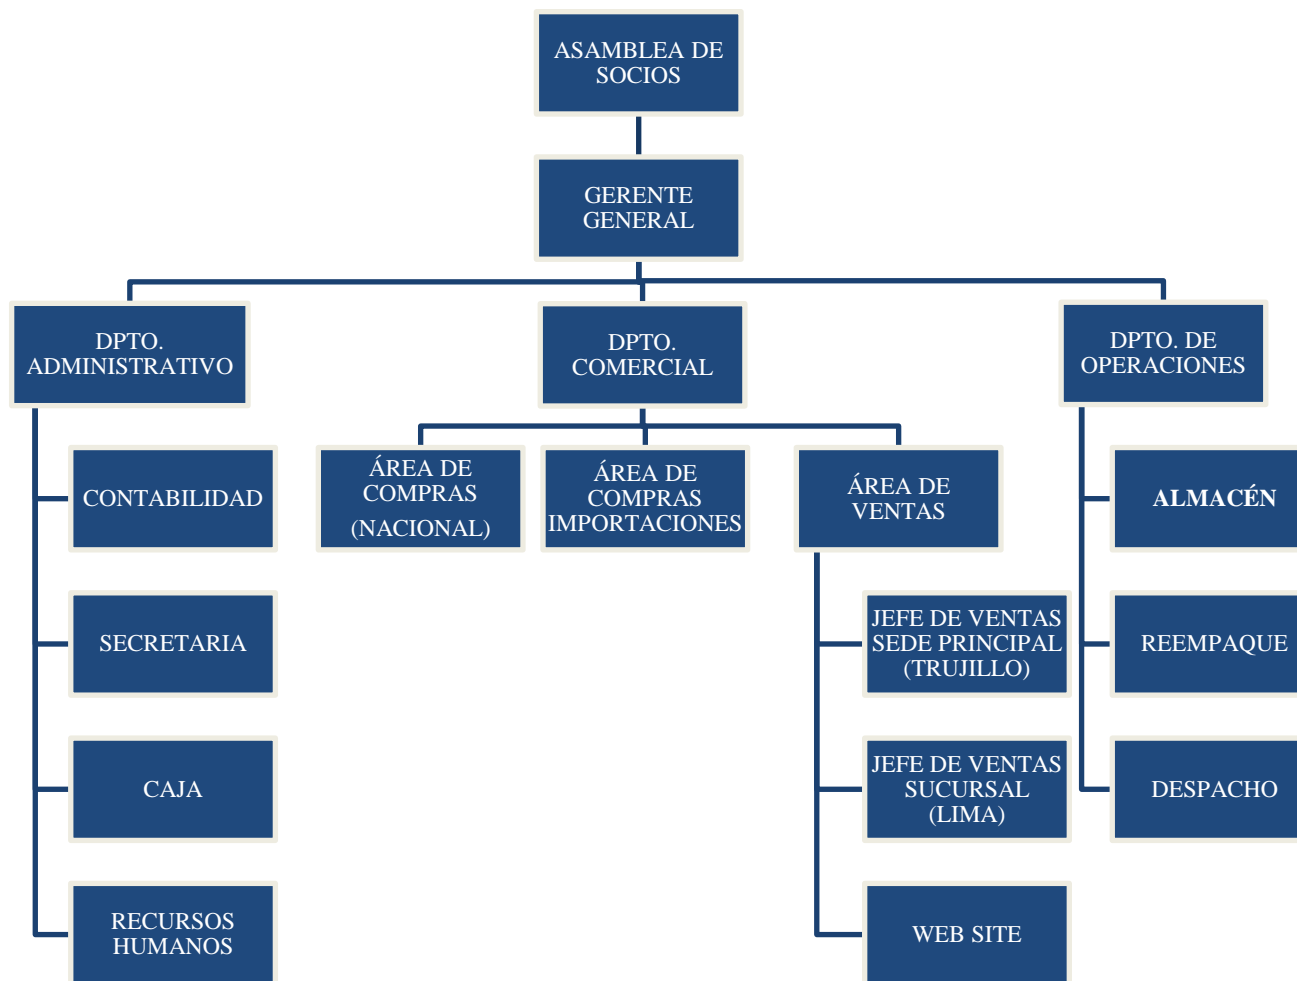 ASAMBLEA DE
SOCIOS
GERENTE
GENERAL
DPTO.
ADMINISTRATIVO
DPTO.
COMERCIAL
DPTO. DE
OPERACIONES
CONTABILIDAD
SECRETARIA
CAJA
RECURSOS
HUMANOS
ÁREA DE
COMPRAS
(NACIONAL)
ÁREA DE
COMPRAS
IMPORTACIONES
ÁREA DE
VENTAS
JEFE DE VENTAS
SEDE PRINCIPAL
(TRUJILLO)
JEFE DE VENTAS
SUCURSAL
(LIMA)
WEB SITE
ALMACÉN
REEMPAQUE
DESPACHO